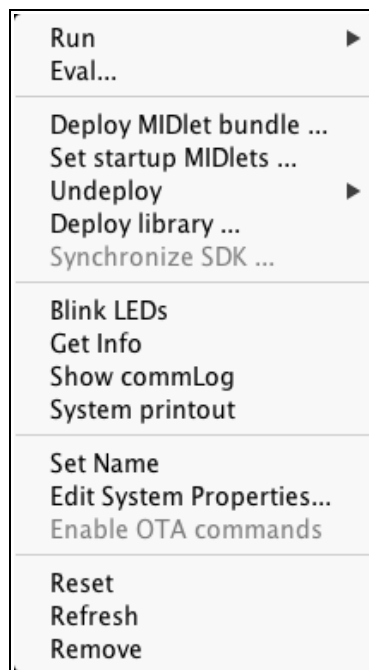 Run
Eval...
Deploy MIDlet bundle ...
Set startup MIDlets ...
Undeploy
Deploy library ...
Synchronize SDK ...
Blink LEDs
Get Info
Show commLog
System printout
Set Name
Edit System Properties...
Enable OTA commands
Reset
Refresh
Remove